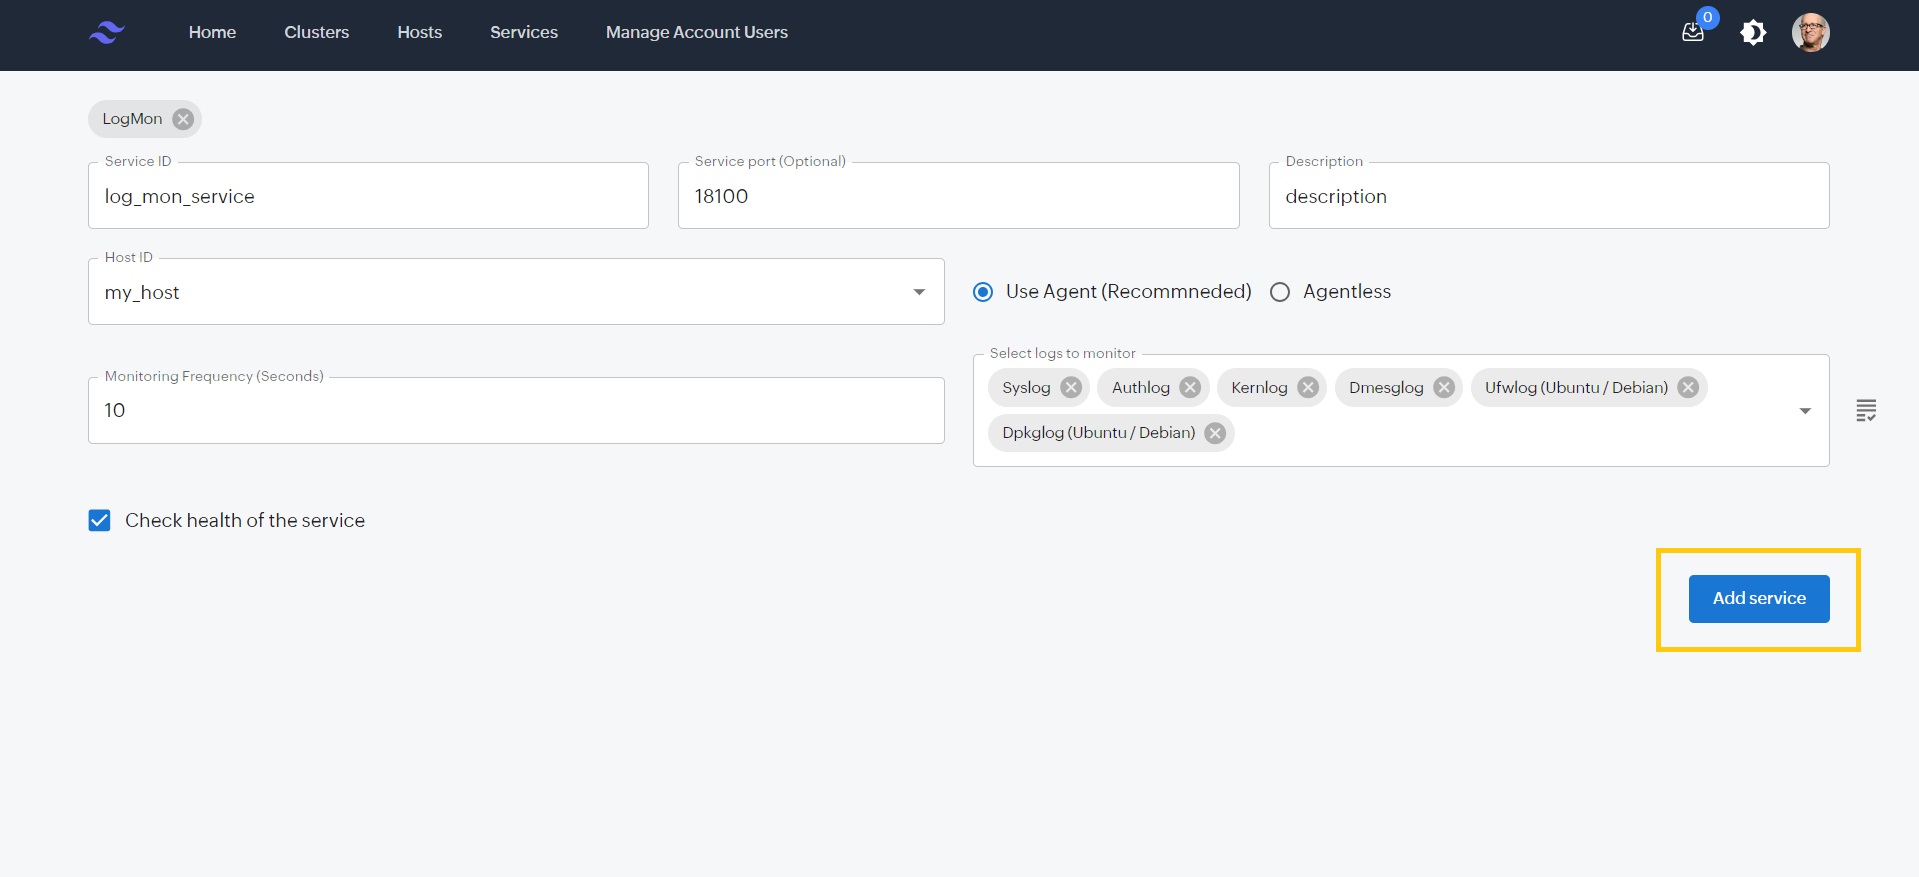 Home Clusters Hosts Services Manage Account Users 0
LogMon
Service ID Service port (Optional) Description
log_mon_service 18100 description
Host ID
my_host Use Agent (Recommneded) Agentless
Select logs to monitor
Monitoring Frequency (Seconds)
Syslog Authlog Kernlog Dmesglog Ufwlog (Ubuntu / Debian)
10
Dpkglog (Ubuntu / Debian)
Check health of the service
Add service